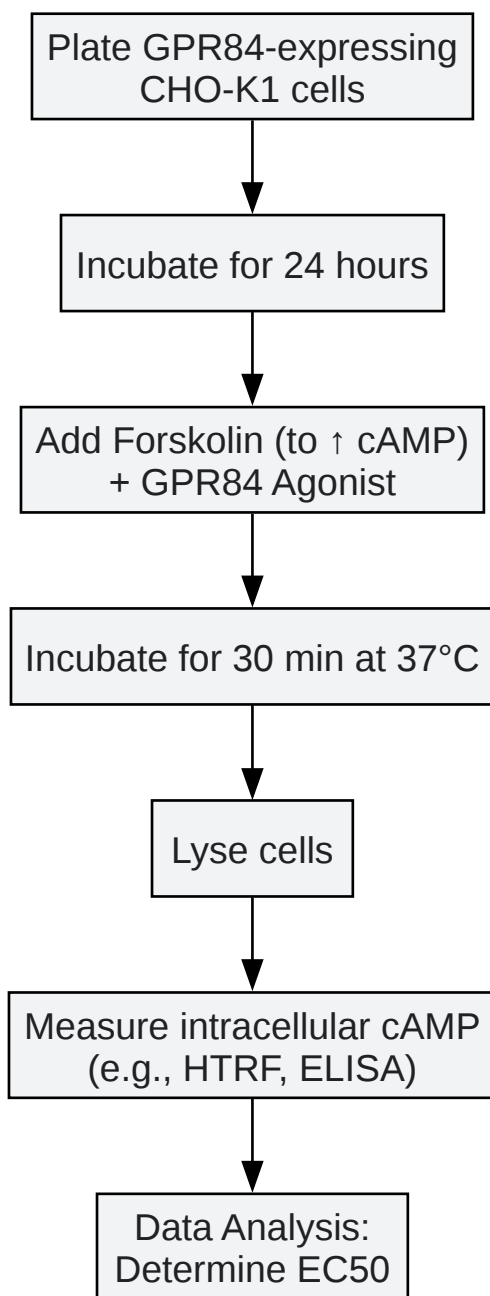 Plate GPR84-expressing
CHO-K1 cells
Incubate for 24 hours
Add Forskolin (to ↑ cAMP)
+ GPR84 Agonist
Incubate for 30 min at 37°C
Lyse cells
Measure intracellular cAMP
(e.g., HTRF, ELISA)
Data Analysis:
Determine EC50